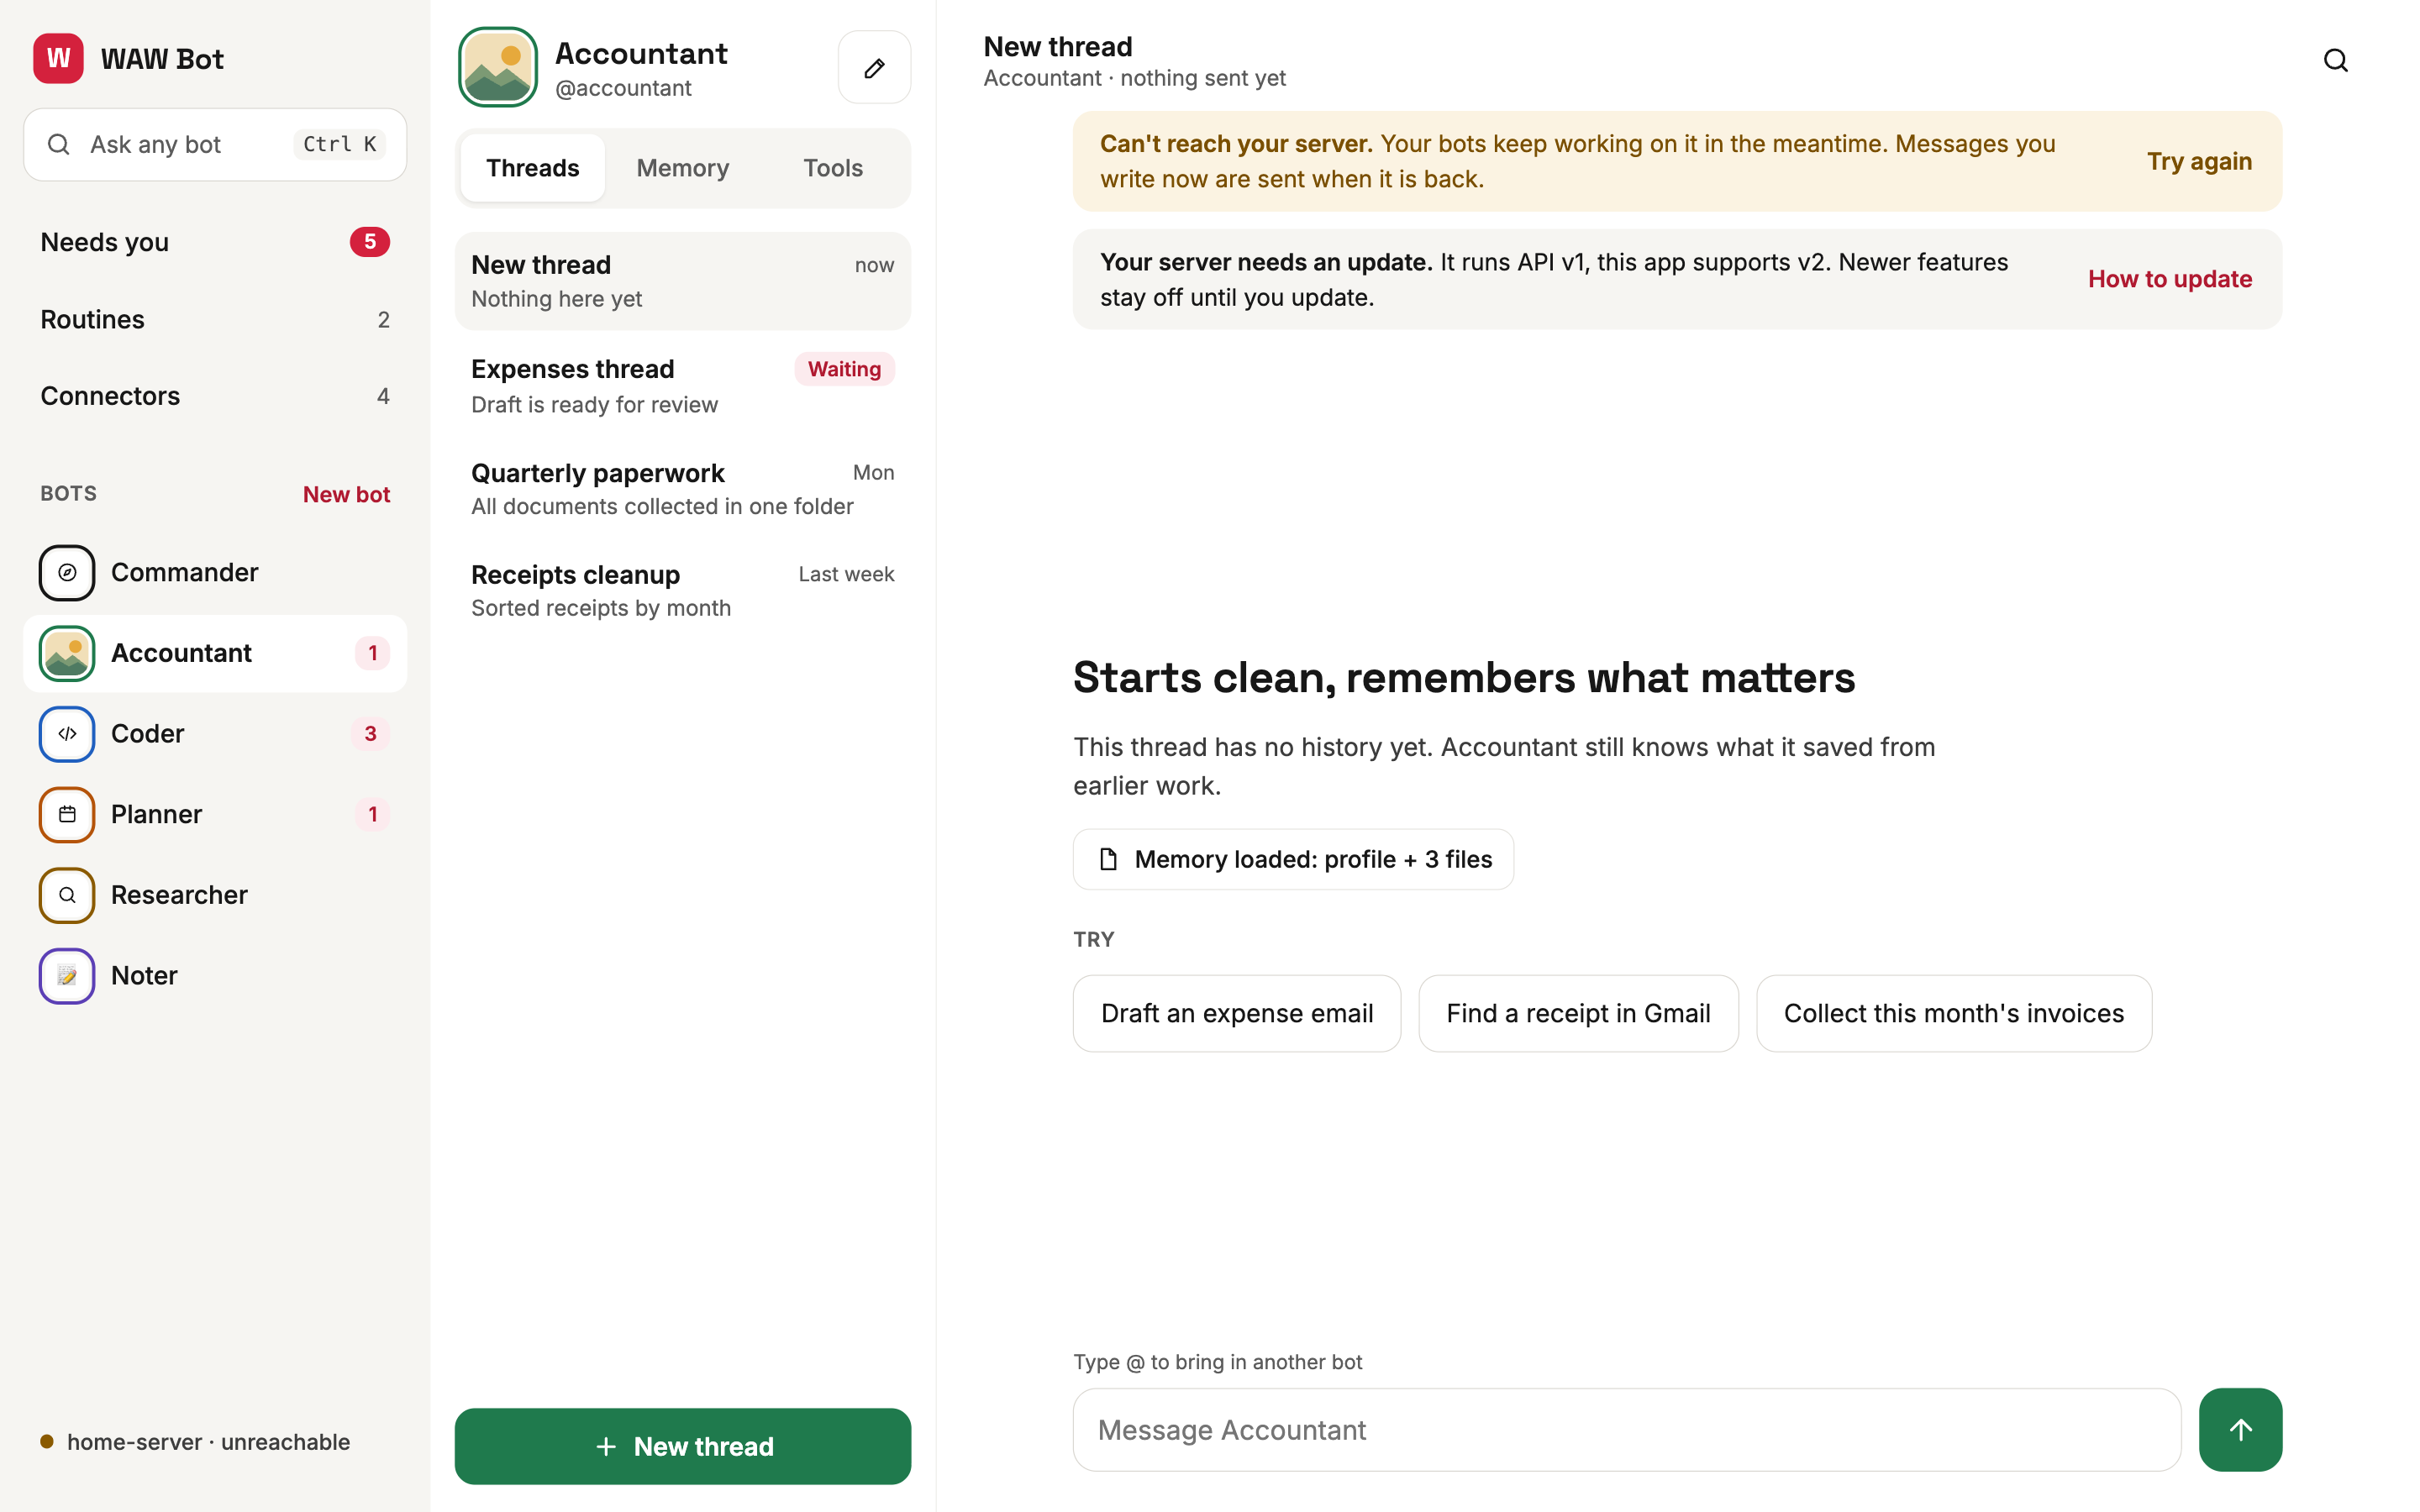 W WAW Bot
Ask any bot Ctrl K
Needs you 5
Routines 2
Connectors 4
BOTS New bot
Commander
Accountant 1
Coder 3
Planner 1
Researcher
Noter
home-server · unreachable
Accountant
@accountant
Threads Memory Tools
New thread now
Nothing here yet
Expenses thread Waiting
Draft is ready for review
Quarterly paperwork Mon
All documents collected in one folder
Receipts cleanup Last week
Sorted receipts by month
+ New thread
New thread
Accountant · nothing sent yet
Can't reach your server. Your bots keep working on it in the meantime. Messages you
write now are sent when it is back.
Try again
Your server needs an update. It runs API v1, this app supports v2. Newer features
stay off until you update.
How to update
Starts clean, remembers what matters
This thread has no history yet. Accountant still knows what it saved from
earlier work.
Memory loaded: profile + 3 files
TRY
Draft an expense email Find a receipt in Gmail Collect this month's invoices
Type @ to bring in another bot
Message Accountant